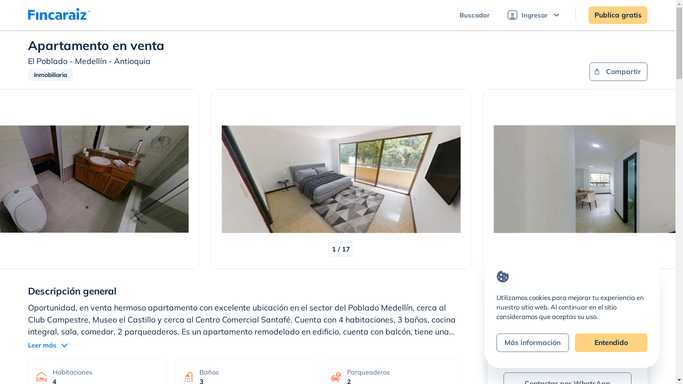 Fincaraiz
Buscador
Ingresar
Publica gratis
Apartamento en venta
El Poblado - Medellín - Antioquia
Inmobiliaria
Compartir
1 / 17
Descripción general
Oportunidad, en venta hermoso apartamento con excelente ubicación en el sector del Poblado Medellín, cerca al
Club Campestre, Museo el Castillo y cerca al Centro Comercial Santafé. Cuenta con 4 habitaciones, 3 baños, cocina
integral, sala, comedor, 2 parqueaderos. Es un apartamento remodelado en edificio, cuenta con balcón, tiene una...
Leer más
Habitaciones
4
Baños
3
Parqueaderos
2
Utilizamos cookies para mejorar tu experiencia en
nuestro sitio web. Al continuar en el sitio
consideramos que aceptas su uso.
Más información
Entendido
Contactar por WhatsApp